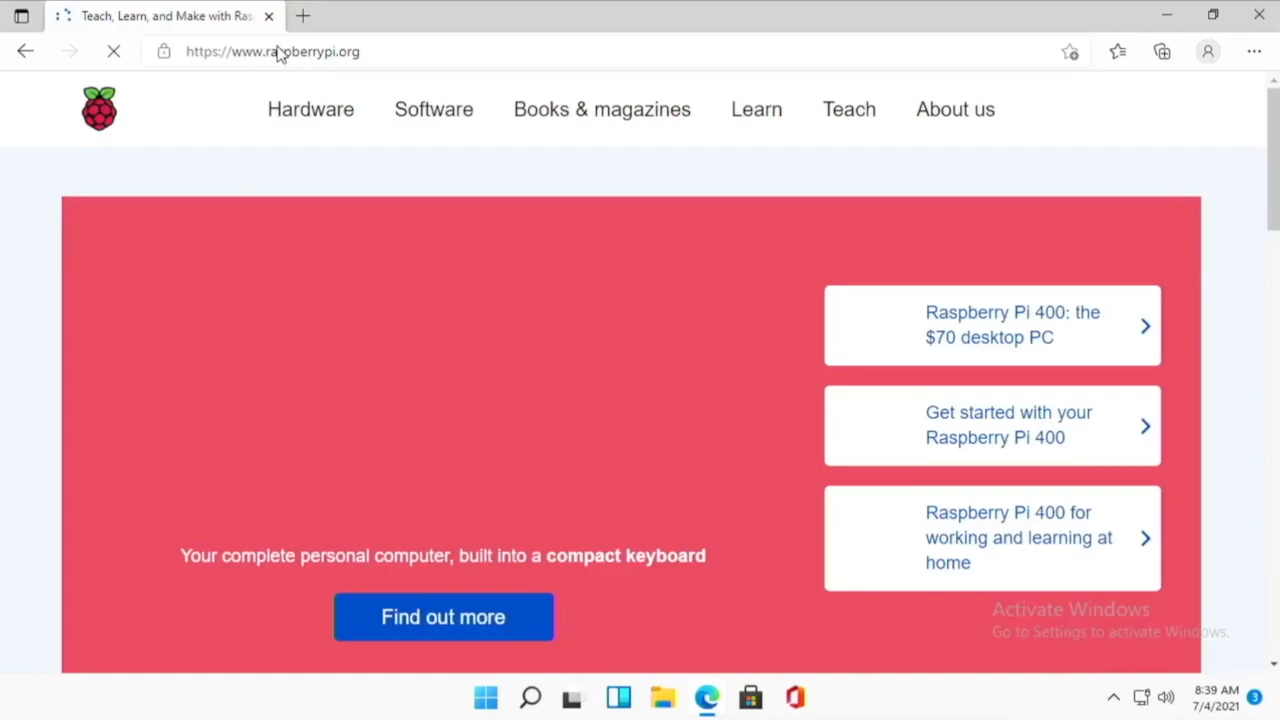 Teach, Learn, and Make with Ras
https://www.raspberrypi.org
Hardware
Software
Books & magazines
Learn
Teach
About us
Raspberry Pi 400: the
$70 desktop PC
Get started with your
Raspberry Pi 400
Raspberry Pi 400 for
working and learning at
home
Your complete personal computer, built into a compact keyboard
Find out more
Activate Windows
Go to Settings to activate Windows.
8:39 AM
7/4/2021
3